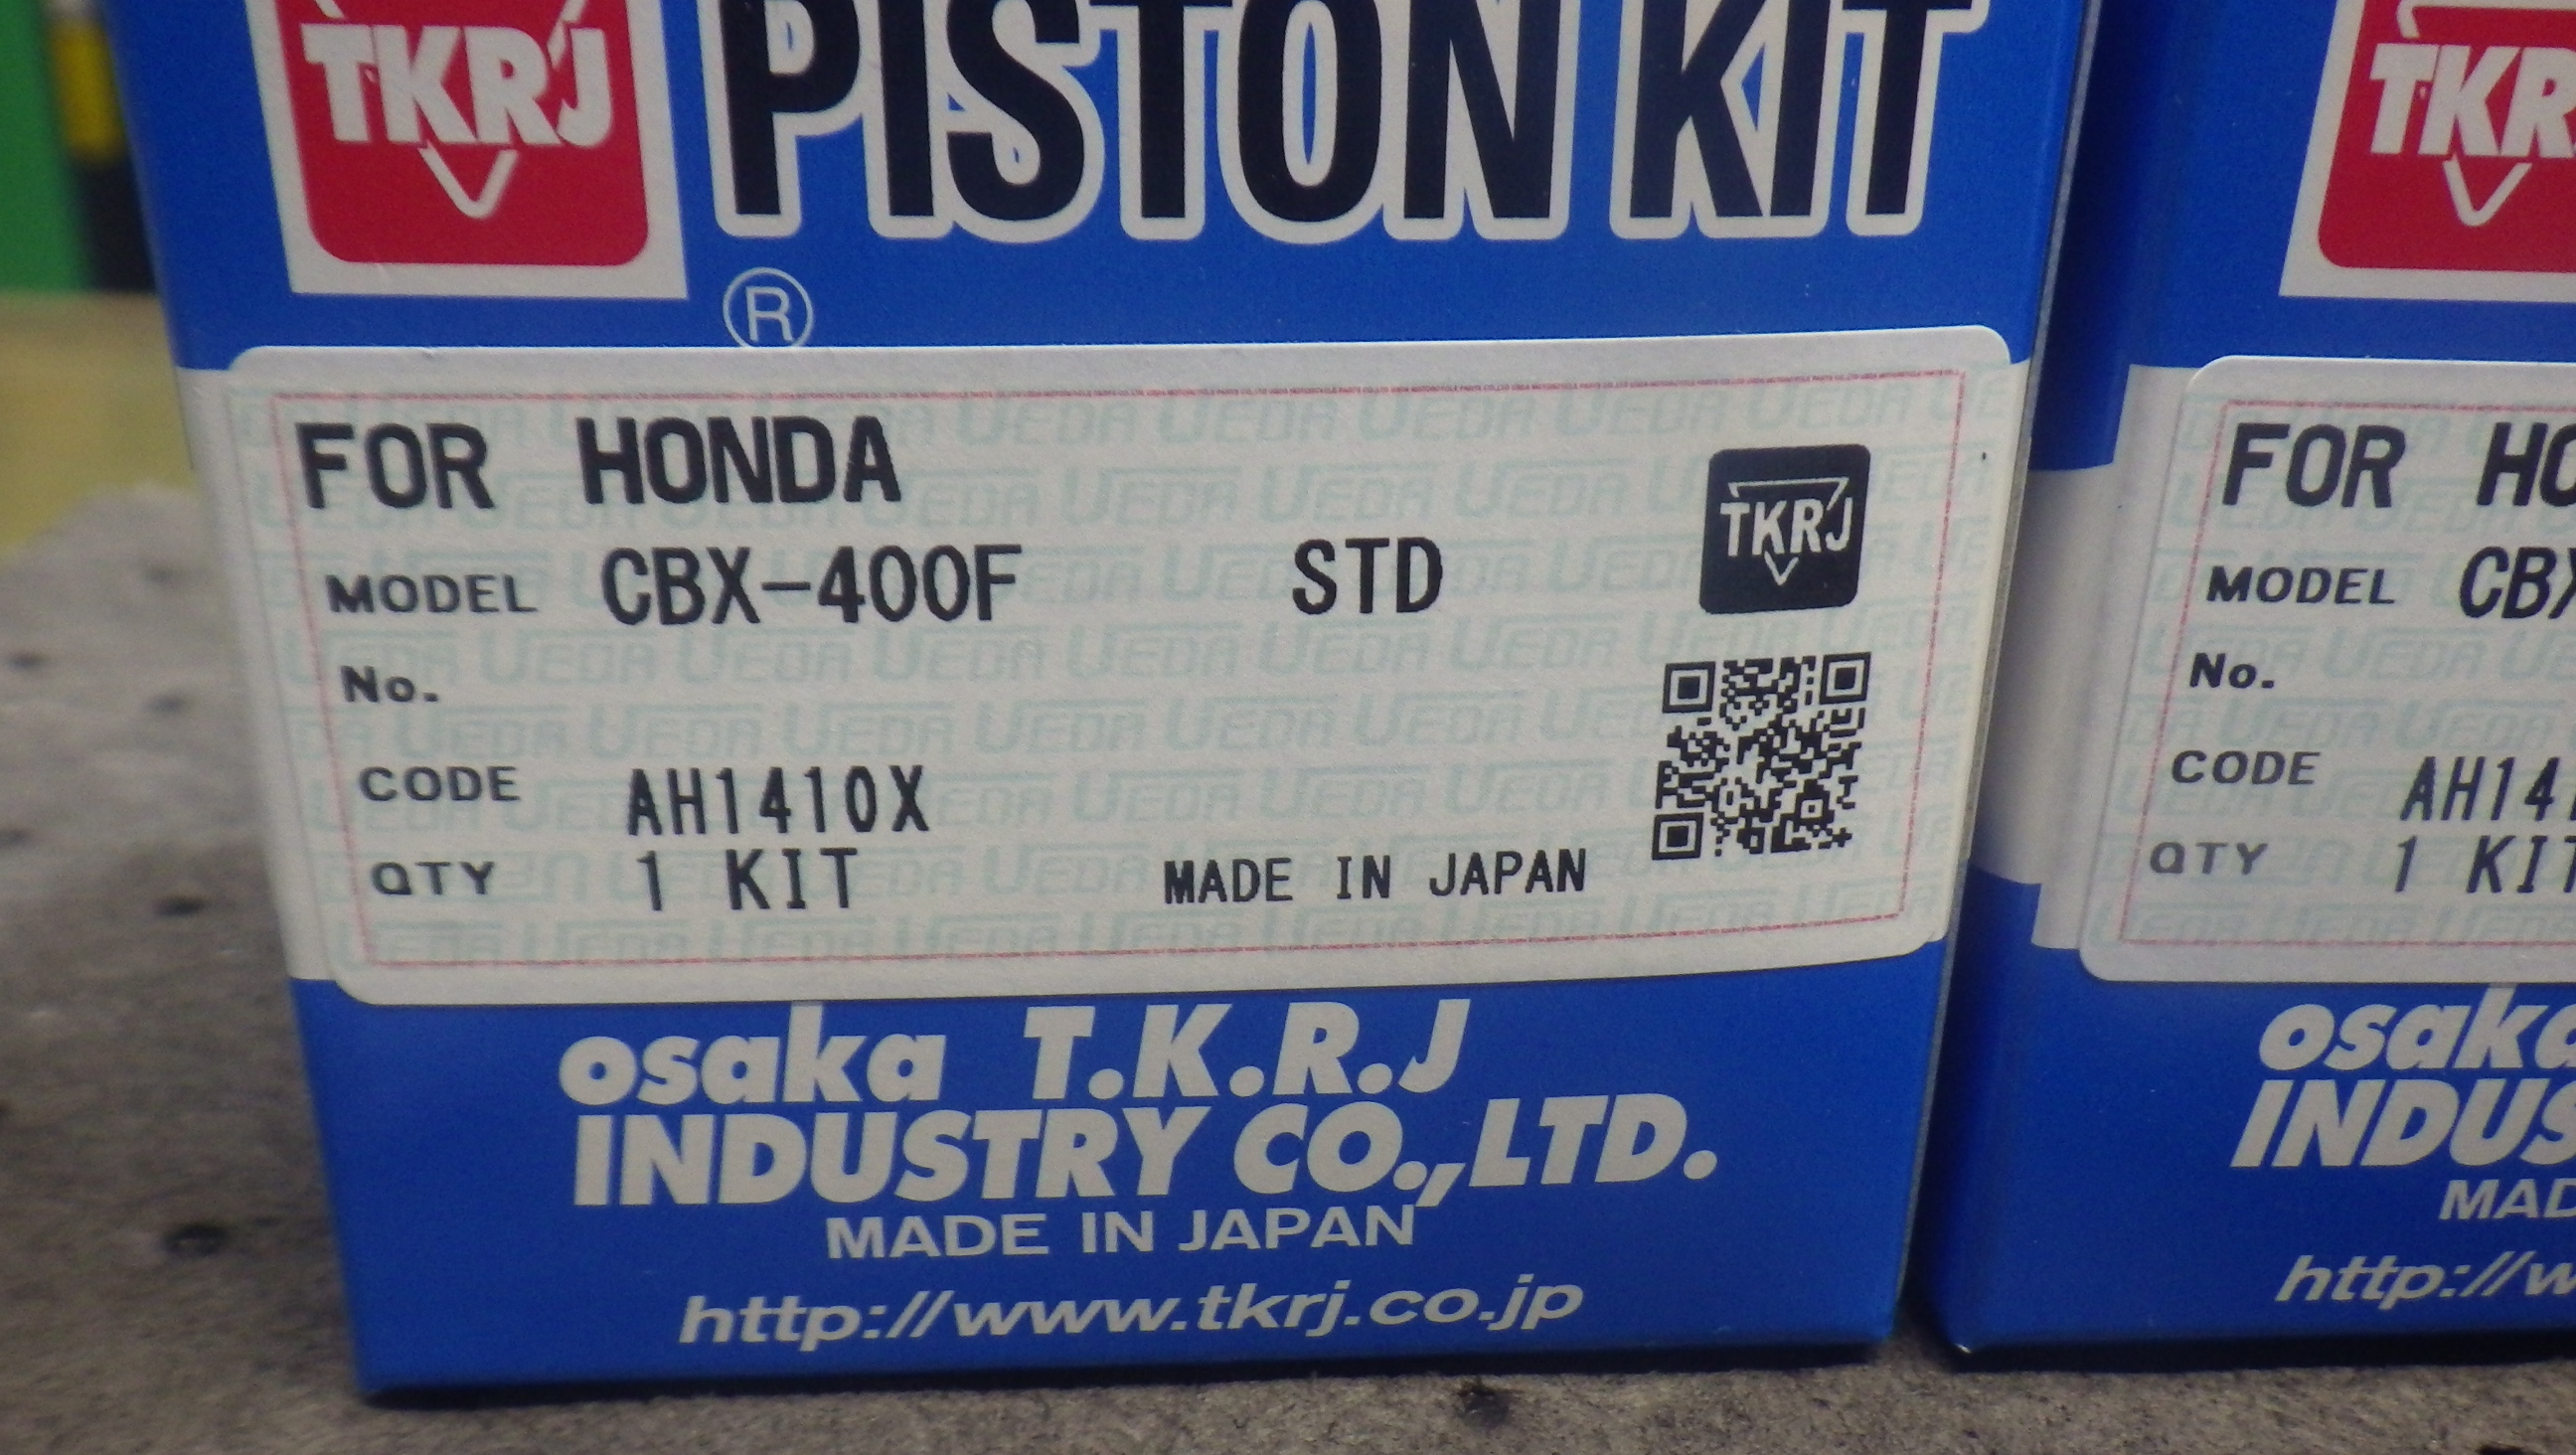 TKRJ PISTON KIT
®
FOR HONDA
MODEL CBX-400F STD
TKRJ
No.
CODE AH1410X
QTY 1 KIT MADE IN JAPAN
osaka T.K.R.J
INDUSTRY CO.,LTD.
MADE IN JAPAN
http://www.tkrj.co.jp
TKR
FOR HO
MODEL CBX
No.
CODE AH141
QTY 1 KIT
osaka
INDUS
MAD
http://w